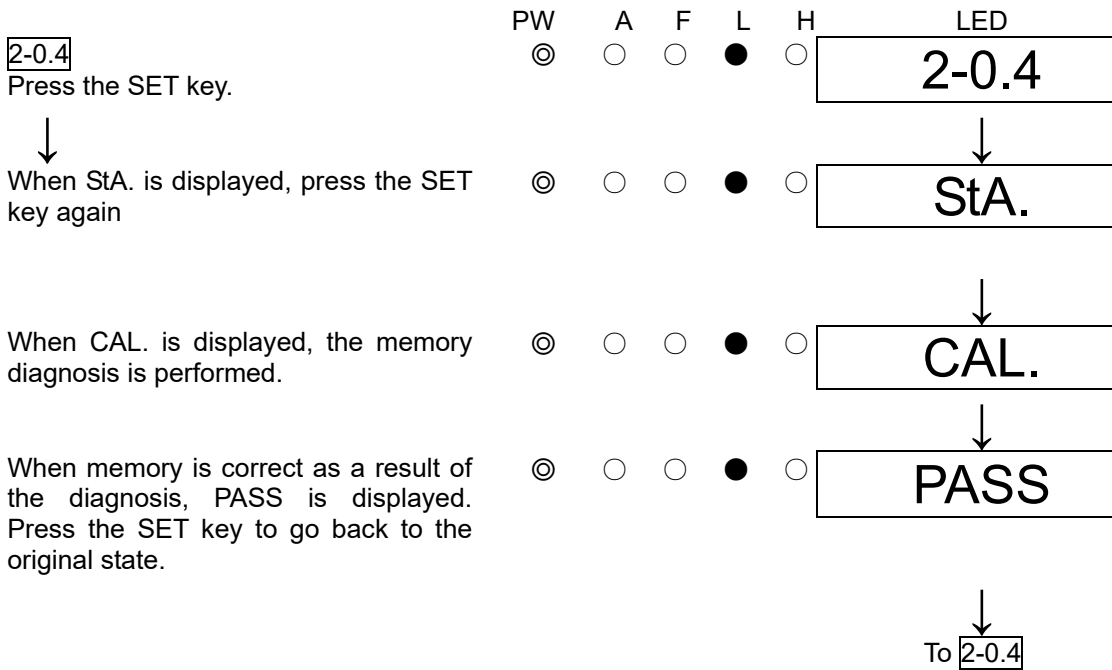 PW A F L H LED
2-0.4 ◎ ○ ○ ● ○ 2-0.4
Press the SET key.
↓ ↓
When StA. is displayed, press the SET ◎ ○ ○ ● ○ StA.
key again
↓
When CAL. is displayed, the memory ◎ ○ ○ ● ○ CAL.
diagnosis is performed.
↓
When memory is correct as a result of ◎ ○ ○ ● ○ PASS
the diagnosis, PASS is displayed.
Press the SET key to go back to the
original state.
↓
To 2-0.4